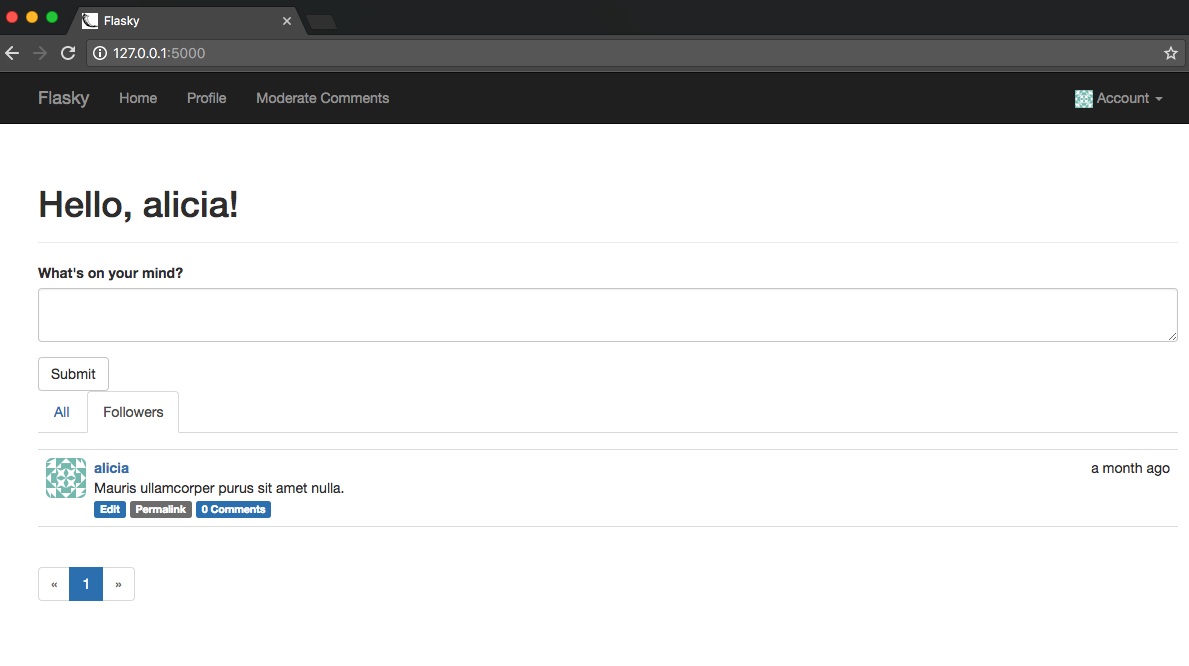 Flasky
127.0.0.1:5000
Flasky Home Profile Moderate Comments Account
Hello, alicia!
What's on your mind?
Submit
All Followers
alicia a month ago
Mauris ullamcorper purus sit amet nulla.
Edit Permalink 0 Comments
« 1 »